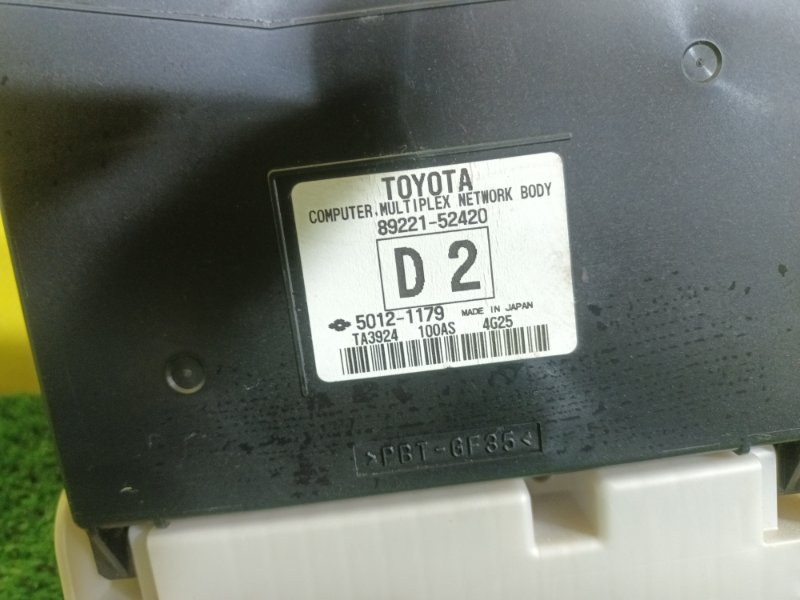 TOYOTA
COMPUTER, MULTIPLEX NETWORK BODY
89221-52420
D 2
5012-1179 MADE IN JAPAN
TA3924 100AS 4G25
>PBT-GF35<